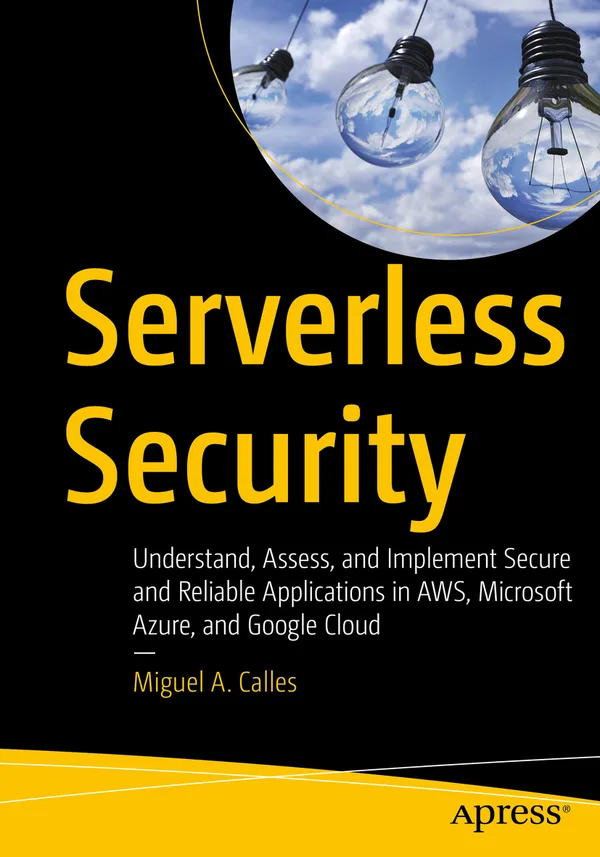 Serverless
Security
Understand, Assess, and Implement Secure
and Reliable Applications in AWS, Microsoft
Azure, and Google Cloud
—
Miguel A. Calles
Apress®